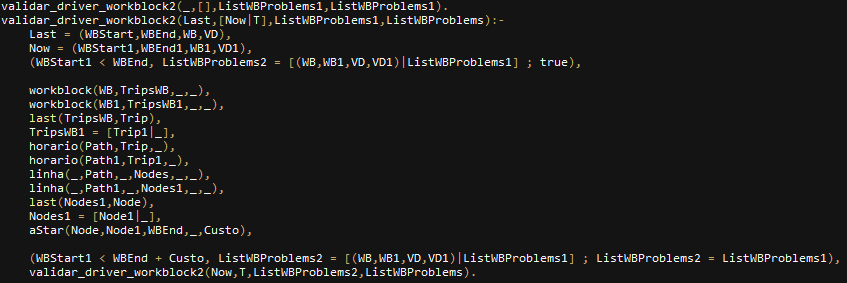 validar_driver_workblock2(_,[],ListWBProblems1,ListWBProblems1).
validar_driver_workblock2(Last,[Now|T],ListWBProblems1,ListWBProblems):-
    Last = (WBStart,WBEnd,WB,VD),
    Now = (WBStart1,WBEnd1,WB1,VD1),
    (WBStart1 < WBEnd, ListWBProblems2 = [(WB,WB1,VD,VD1)|ListWBProblems1] ; true),

    workblock(WB,TripsWB,_,_),
    workblock(WB1,TripsWB1,_,_),
    last(TripsWB,Trip),
    TripsWB1 = [Trip1|_],
    horario(Path,Trip,_),
    horario(Path1,Trip1,_),
    linha(_,Path,_,Nodes,_,_),
    linha(_,Path1,_,Nodes1,_,_),
    last(Nodes1,Node),
    Nodes1 = [Node1|_],
    aStar(Node,Node1,WBEnd,_,Custo),

    (WBStart1 < WBEnd + Custo, ListWBProblems2 = [(WB,WB1,VD,VD1)|ListWBProblems1] ; ListWBProblems2 = ListWBProblems1),
    validar_driver_workblock2(Now,T,ListWBProblems2,ListWBProblems).